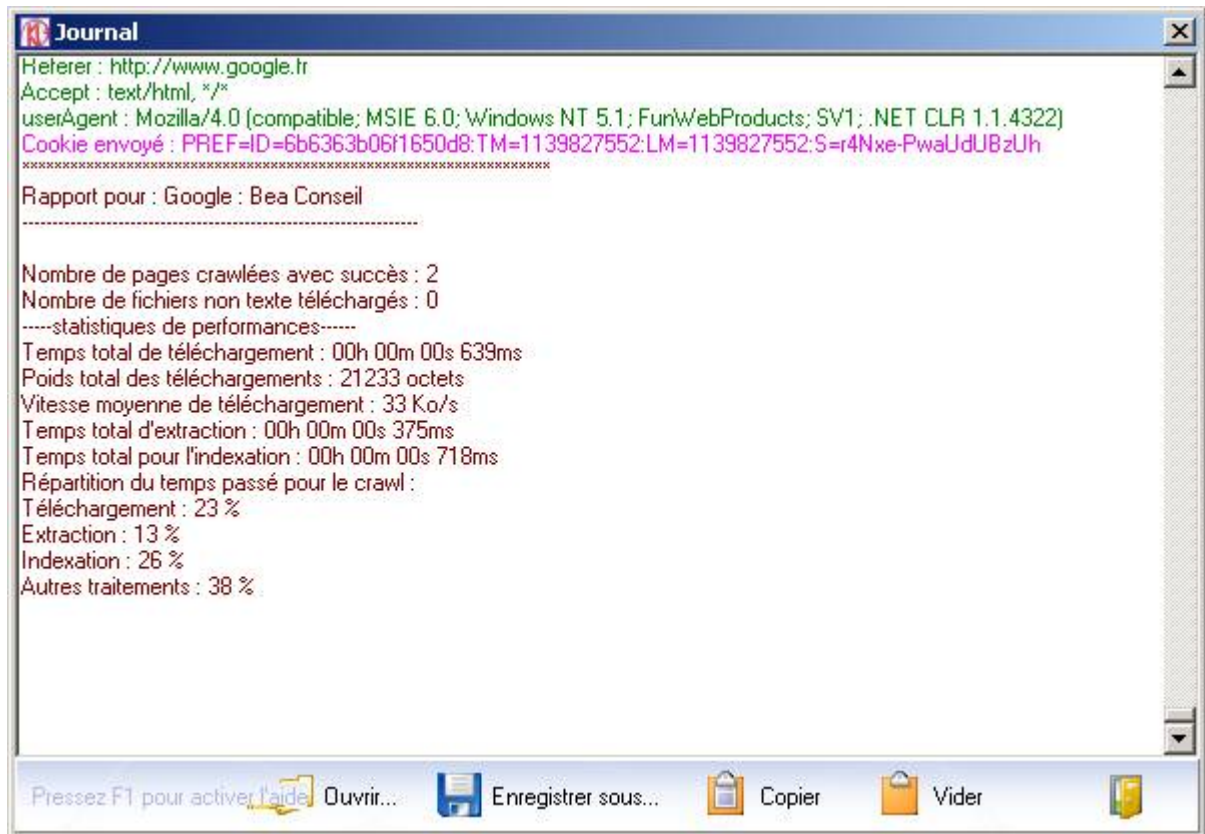 Journal
Referer : http://www.google.fr
Accept : text/html, */*
userAgent : Mozilla/4.0 (compatible; MSIE 6.0; Windows NT 5.1; FunWebProducts; SV1; .NET CLR 1.1.4322)
Cookie envoyé : PREF=ID=6b6363b06f1650d8:TM=1139827552:LM=1139827552:S=r4Nxe-PwaUdUBzUh
******************************************************************
Rapport pour : Google : Bea Conseil
------------------------------------------------------------------
Nombre de pages crawlées avec succès : 2
Nombre de fichiers non texte téléchargés : 0
-----statistiques de performances------
Temps total de téléchargement : 00h 00m 00s 639ms
Poids total des téléchargements : 21233 octets
Vitesse moyenne de téléchargement : 33 Ko/s
Temps total d'extraction : 00h 00m 00s 375ms
Temps total pour l'indexation : 00h 00m 00s 718ms
Répartition du temps passé pour le crawl :
Téléchargement : 23 %
Extraction : 13 %
Indexation : 26 %
Autres traitements : 38 %
Pressez F1 pour activer l'aide Ouvrir... Enregistrer sous... Copier Vider